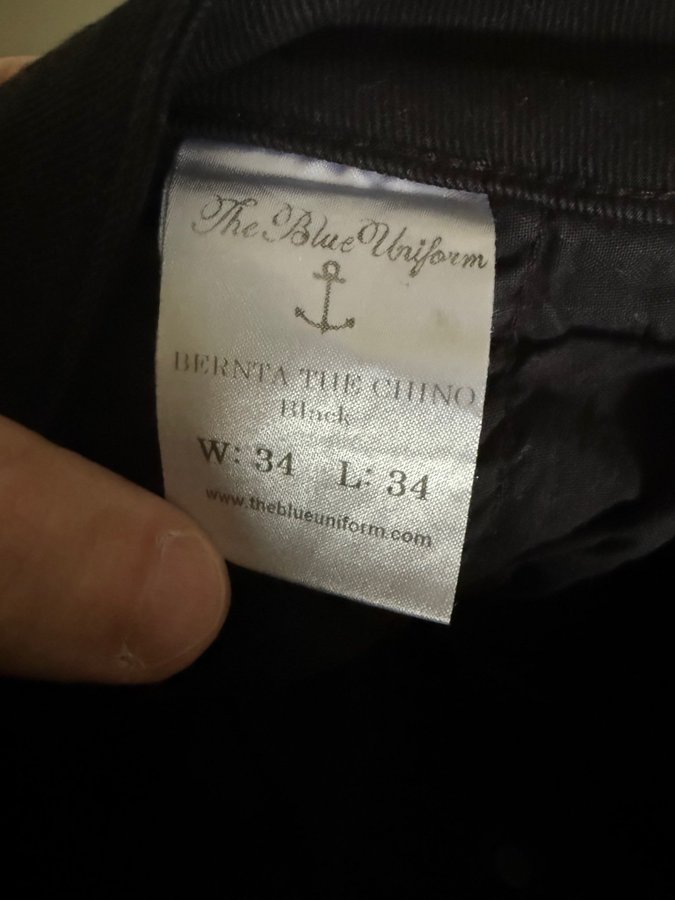 The Blue Uniform
BERNTA THE CHINO
Black
W: 34 L: 34
www.theblueuniform.com